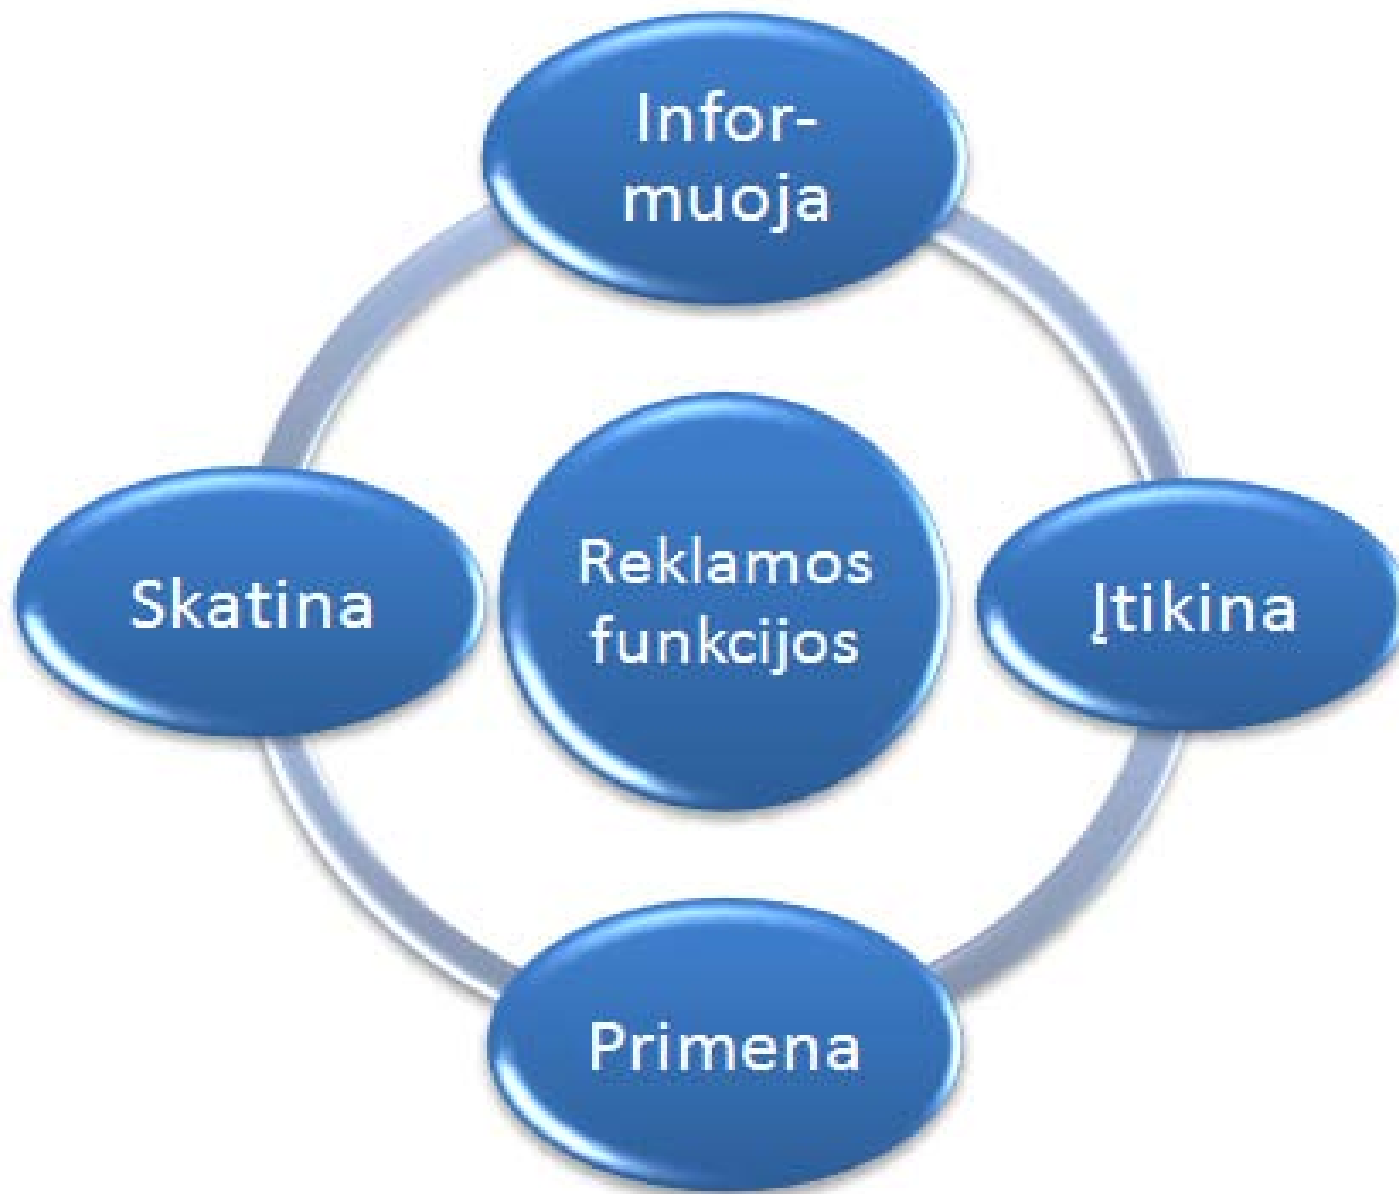 Infor-
muoja
Skatina
Reklamos
funkcijos
Įtikina
Primena